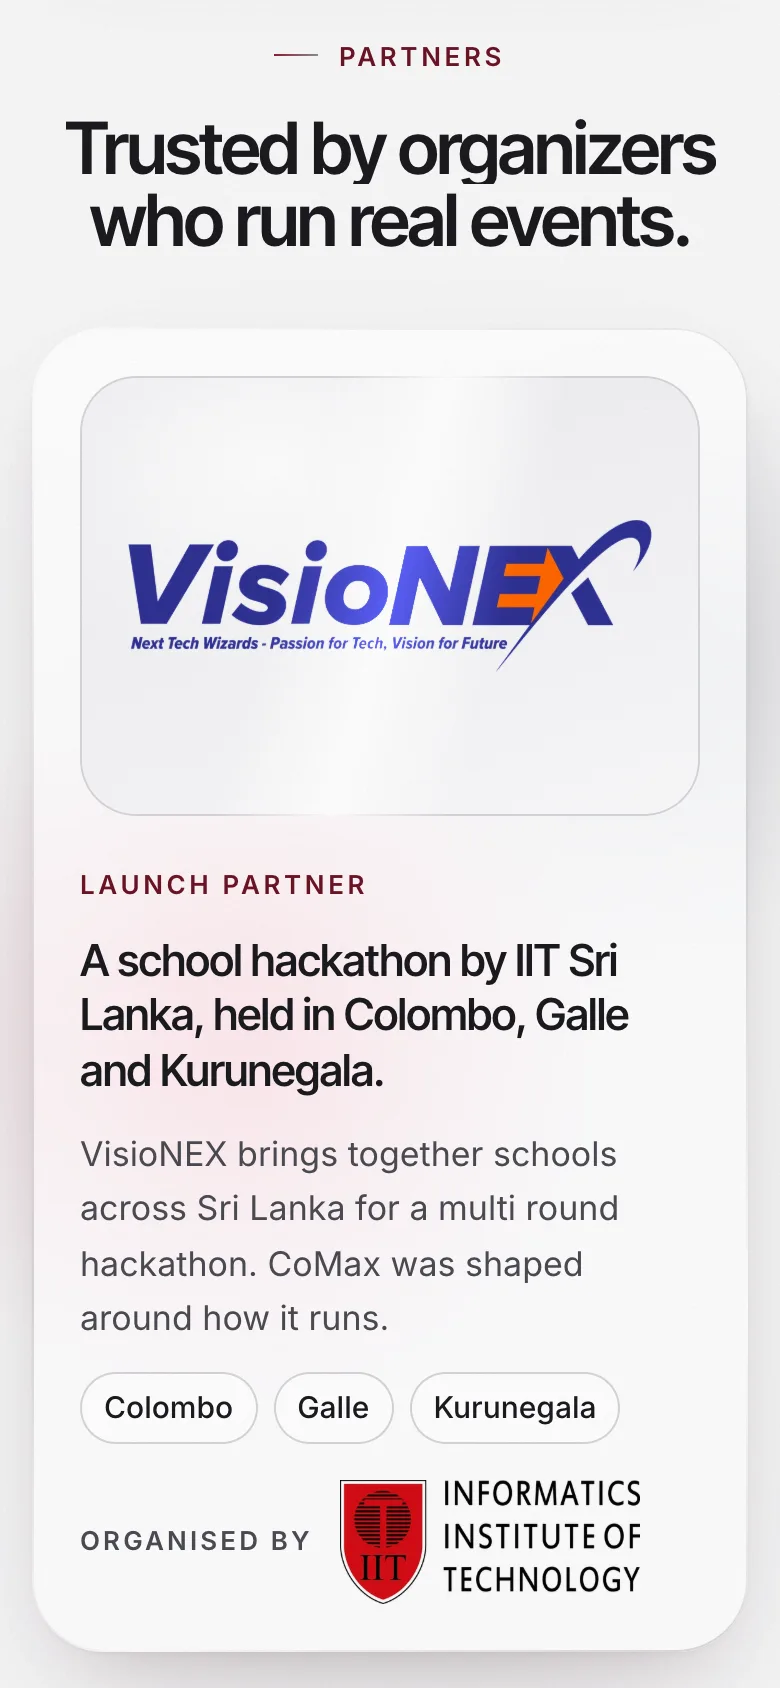 PARTNERS
Trusted by organizers
who run real events.
VisioNEX
Next Tech Wizards - Passion for Tech, Vision for Future
LAUNCH PARTNER
A school hackathon by IIT Sri
Lanka, held in Colombo, Galle
and Kurunegala.
VisioNEX brings together schools
across Sri Lanka for a multi round
hackathon. CoMax was shaped
around how it runs.
Colombo
Galle
Kurunegala
ORGANISED BY
IIT
INFORMATICS
INSTITUTE OF
TECHNOLOGY